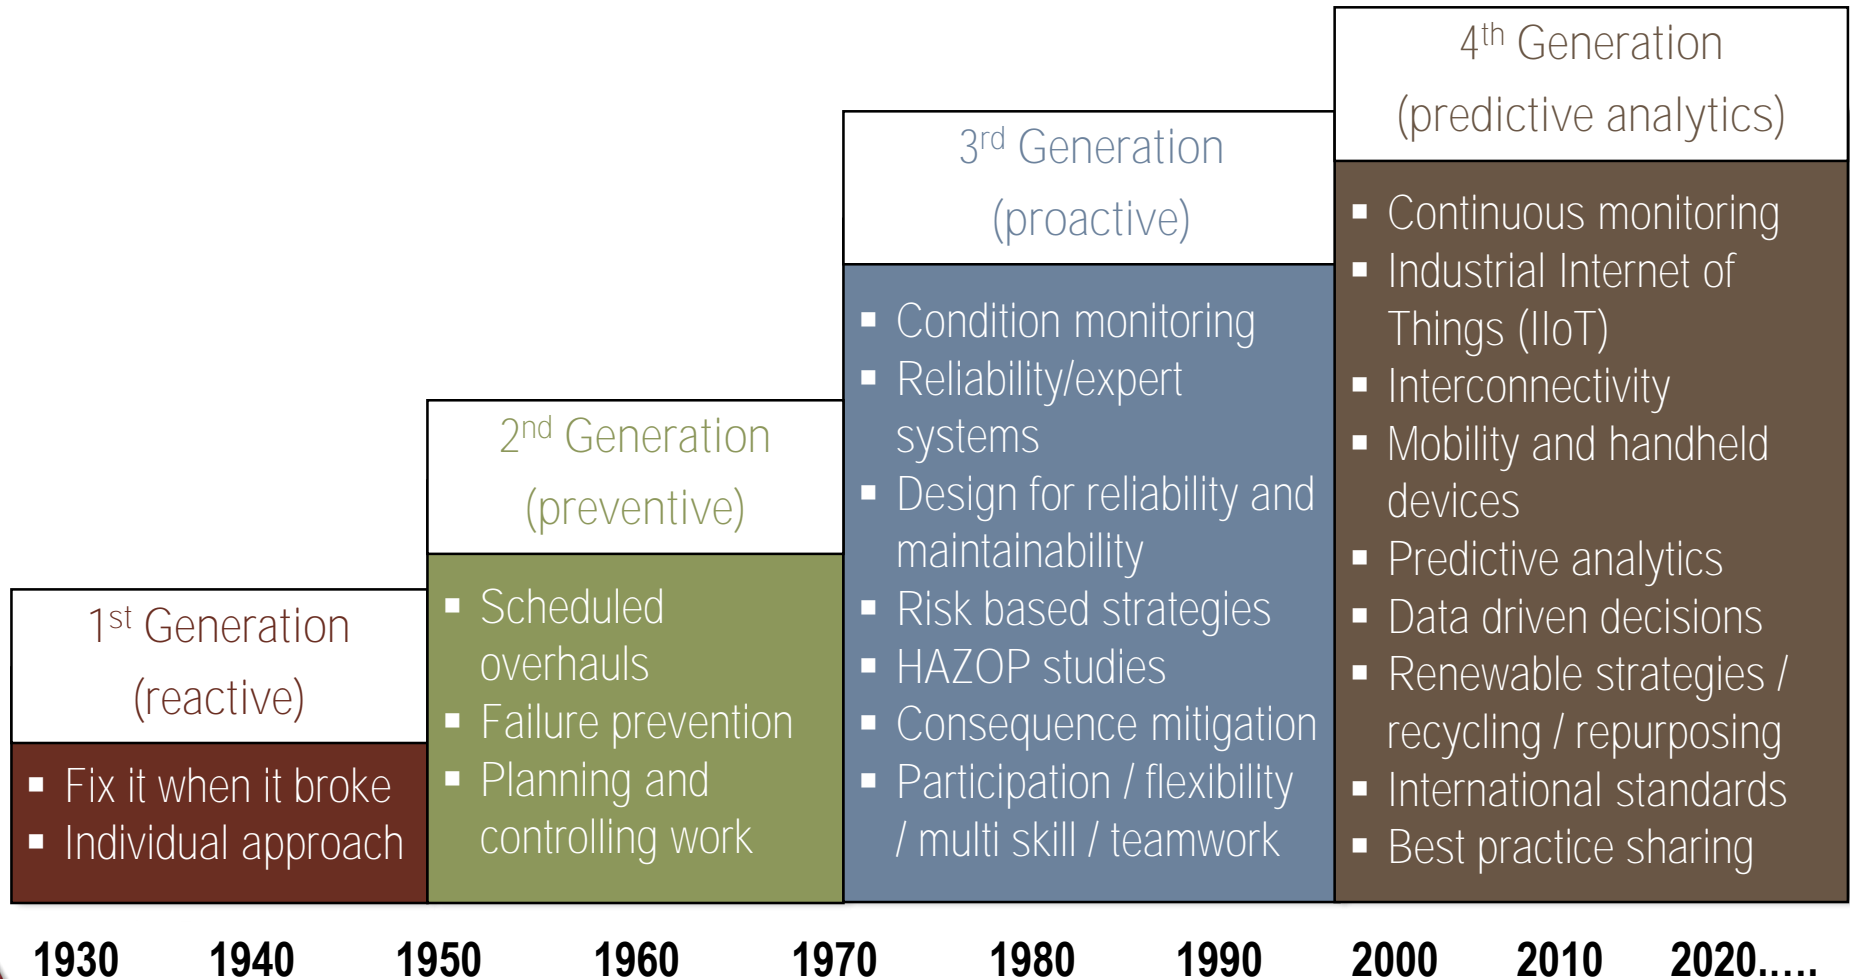 1st Generation
(reactive)
▪ Fix it when it broke
▪ Individual approach
2nd Generation
(preventive)
▪ Scheduled
overhauls
▪ Failure prevention
▪ Planning and
controlling work
3rd Generation
(proactive)
▪ Condition monitoring
▪ Reliability/expert
systems
▪ Design for reliability and
maintainability
▪ Risk based strategies
▪ HAZOP studies
▪ Consequence mitigation
▪ Participation / flexibility
/ multi skill / teamwork
4th Generation
(predictive analytics)
▪ Continuous monitoring
▪ Industrial Internet of
Things (IIoT)
▪ Interconnectivity
▪ Mobility and handheld
devices
▪ Predictive analytics
▪ Data driven decisions
▪ Renewable strategies /
recycling / repurposing
▪ International standards
▪ Best practice sharing
1930 1940 1950 1960 1970 1980 1990 2000 2010 2020.....